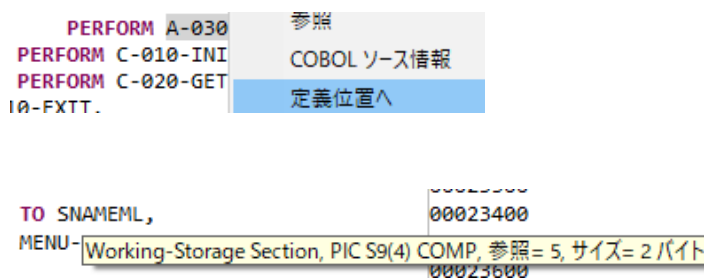 PERFORM A-030
参照
PERFORM C-010-INI
COBOL ソース情報
PERFORM C-020-GET
定義位置へ
10-EXIT.
TO SNAMEML,
00023400
MENU-
Working-Storage Section, PIC S9(4) COMP, 参照= 5, サイズ= 2 バイト
00023600